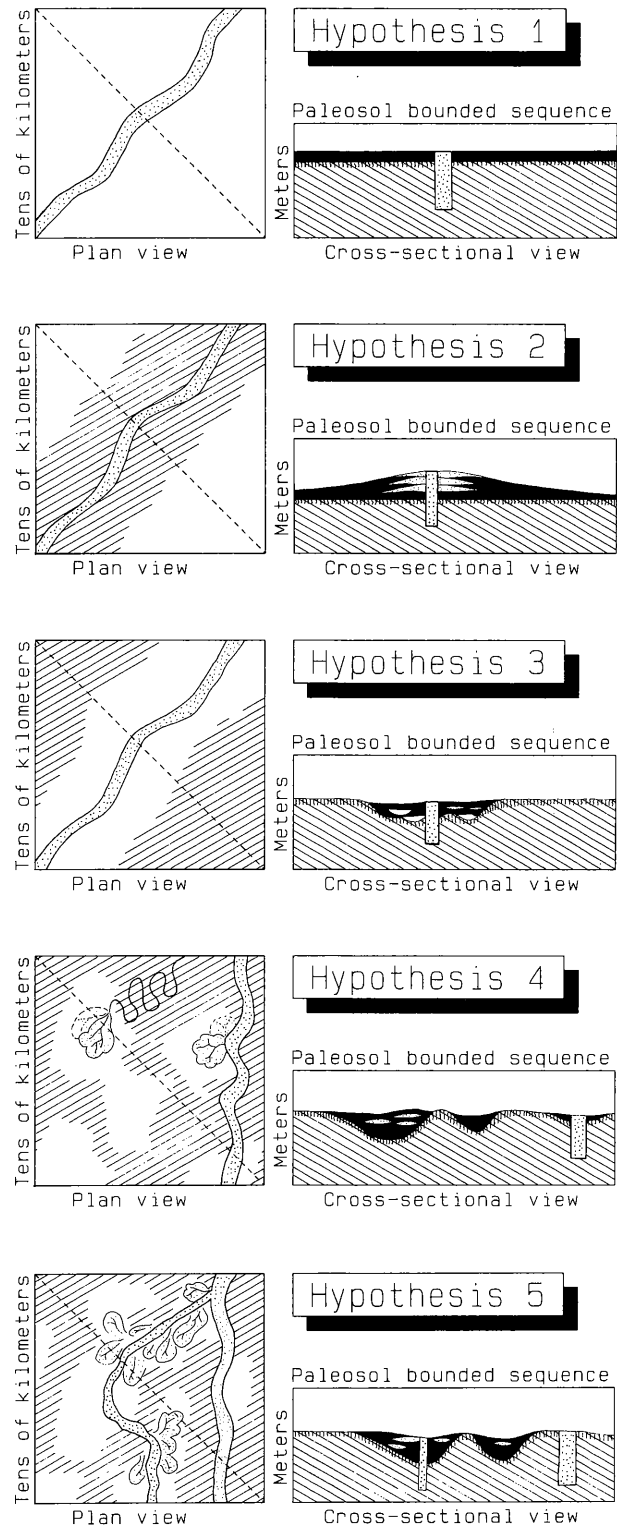 Hypothesis 1
Tens of kilometers
Plan view
Paleosol bounded sequence
Meters
Cross-sectional view
Hypothesis 2
Tens of kilometers
Plan view
Paleosol bounded sequence
Meters
Cross-sectional view
Hypothesis 3
Tens of kilometers
Plan view
Paleosol bounded sequence
Meters
Cross-sectional view
Hypothesis 4
Tens of kilometers
Plan view
Paleosol bounded sequence
Meters
Cross-sectional view
Hypothesis 5
Tens of kilometers
Plan view
Paleosol bounded sequence
Meters
Cross-sectional view